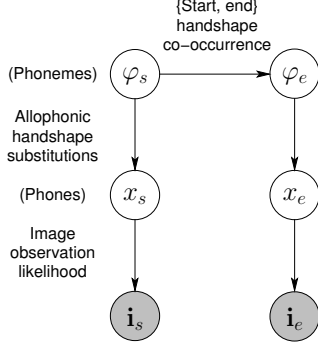 {Start, end}
handshape
co−occurrence
(Phonemes)
φₛ
φₑ
Allophonic
handshape
substitutions
(Phones)
xₛ
xₑ
Image
observation
likelihood
iₛ
iₑ